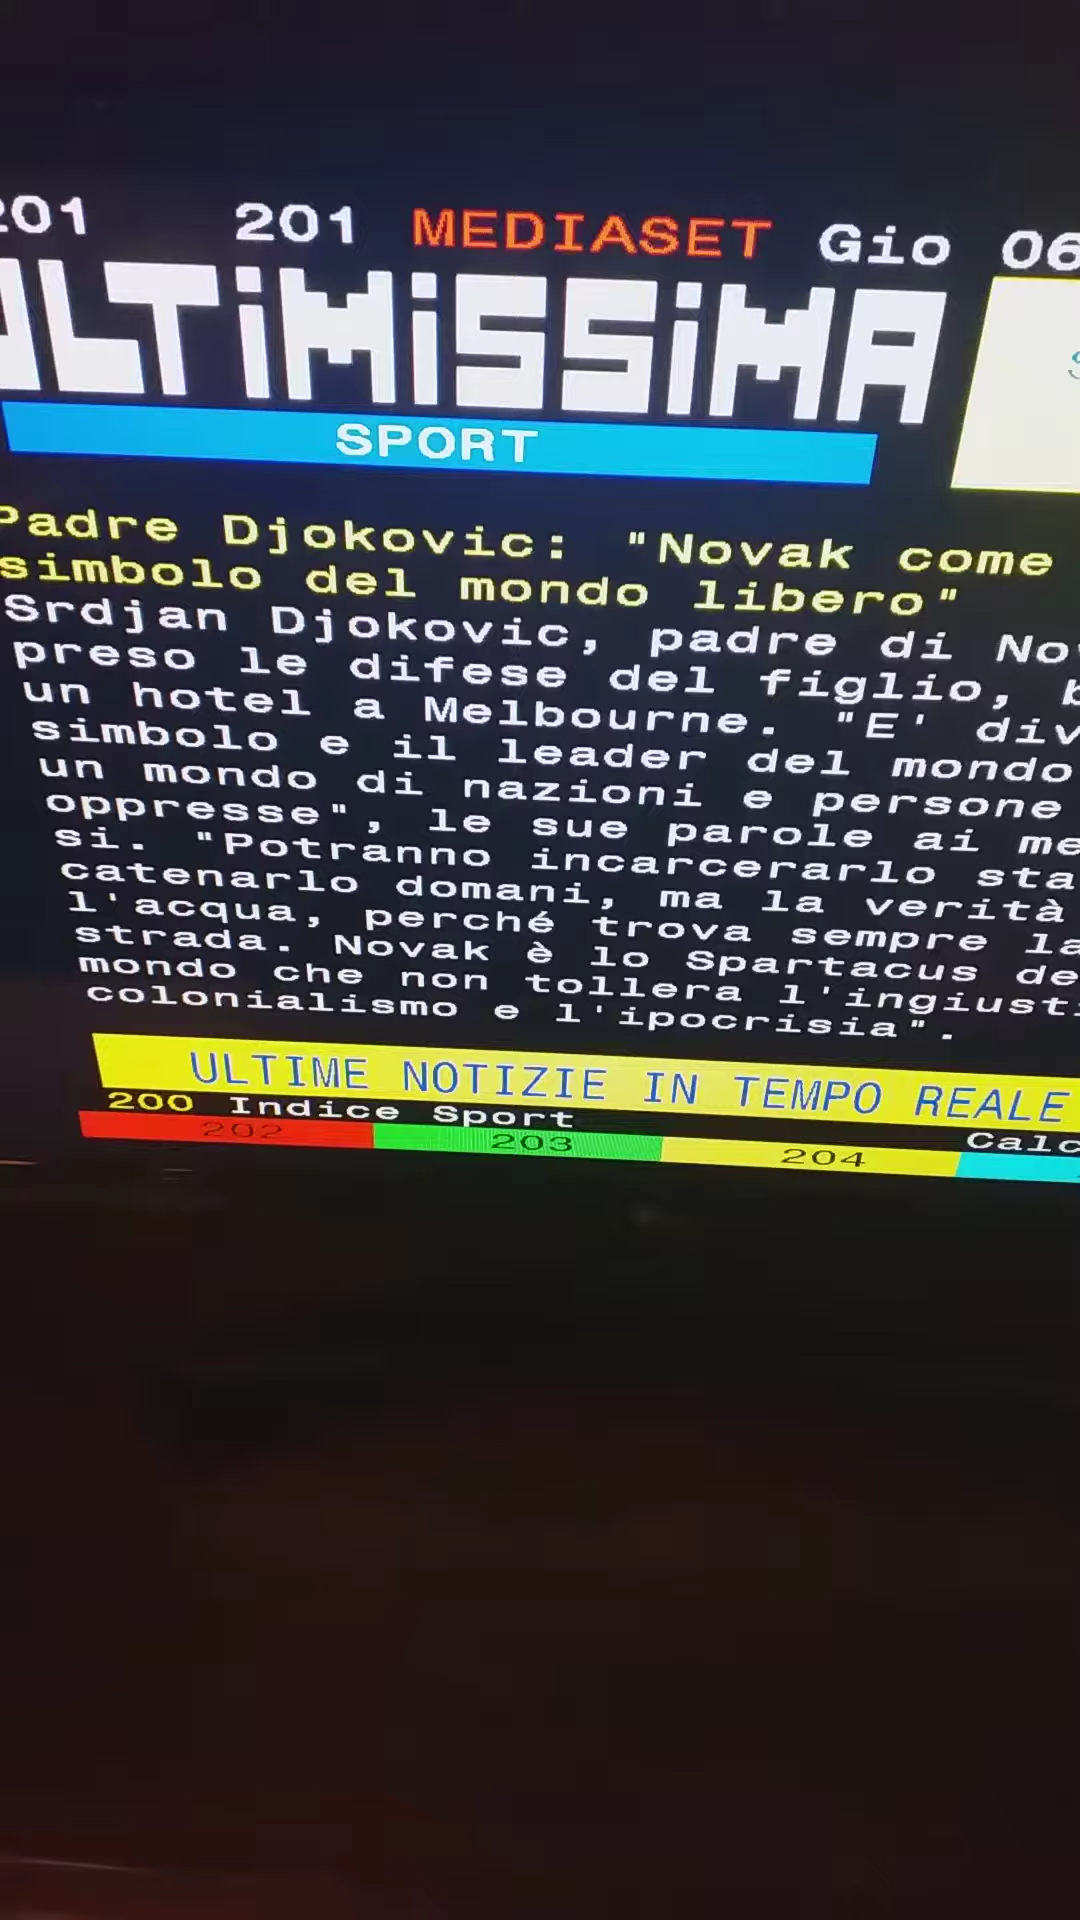 201 201 MEDIASET Gio 06
ULTiMiSSiMA
SPORT
Padre Djokovic: "Novak come
simbolo del mondo libero"
Srdjan Djokovic, padre di
preso le difese del figlio,
un hotel a Melbourne. "E'
simbolo e il leader del mondo
un mondo di nazioni e persone
oppresse", le sue parole ai
si. "Potranno incarcerarlo
catenarlo domani, ma la verità
l'acqua, perché trova sempre la
strada. Novak è lo Spartacus
mondo che non tollera
colonialismo e l'ipocrisia".
ULTIME NOTIZIE IN TEMPO REALE
200 Indice Sport
202 203 204